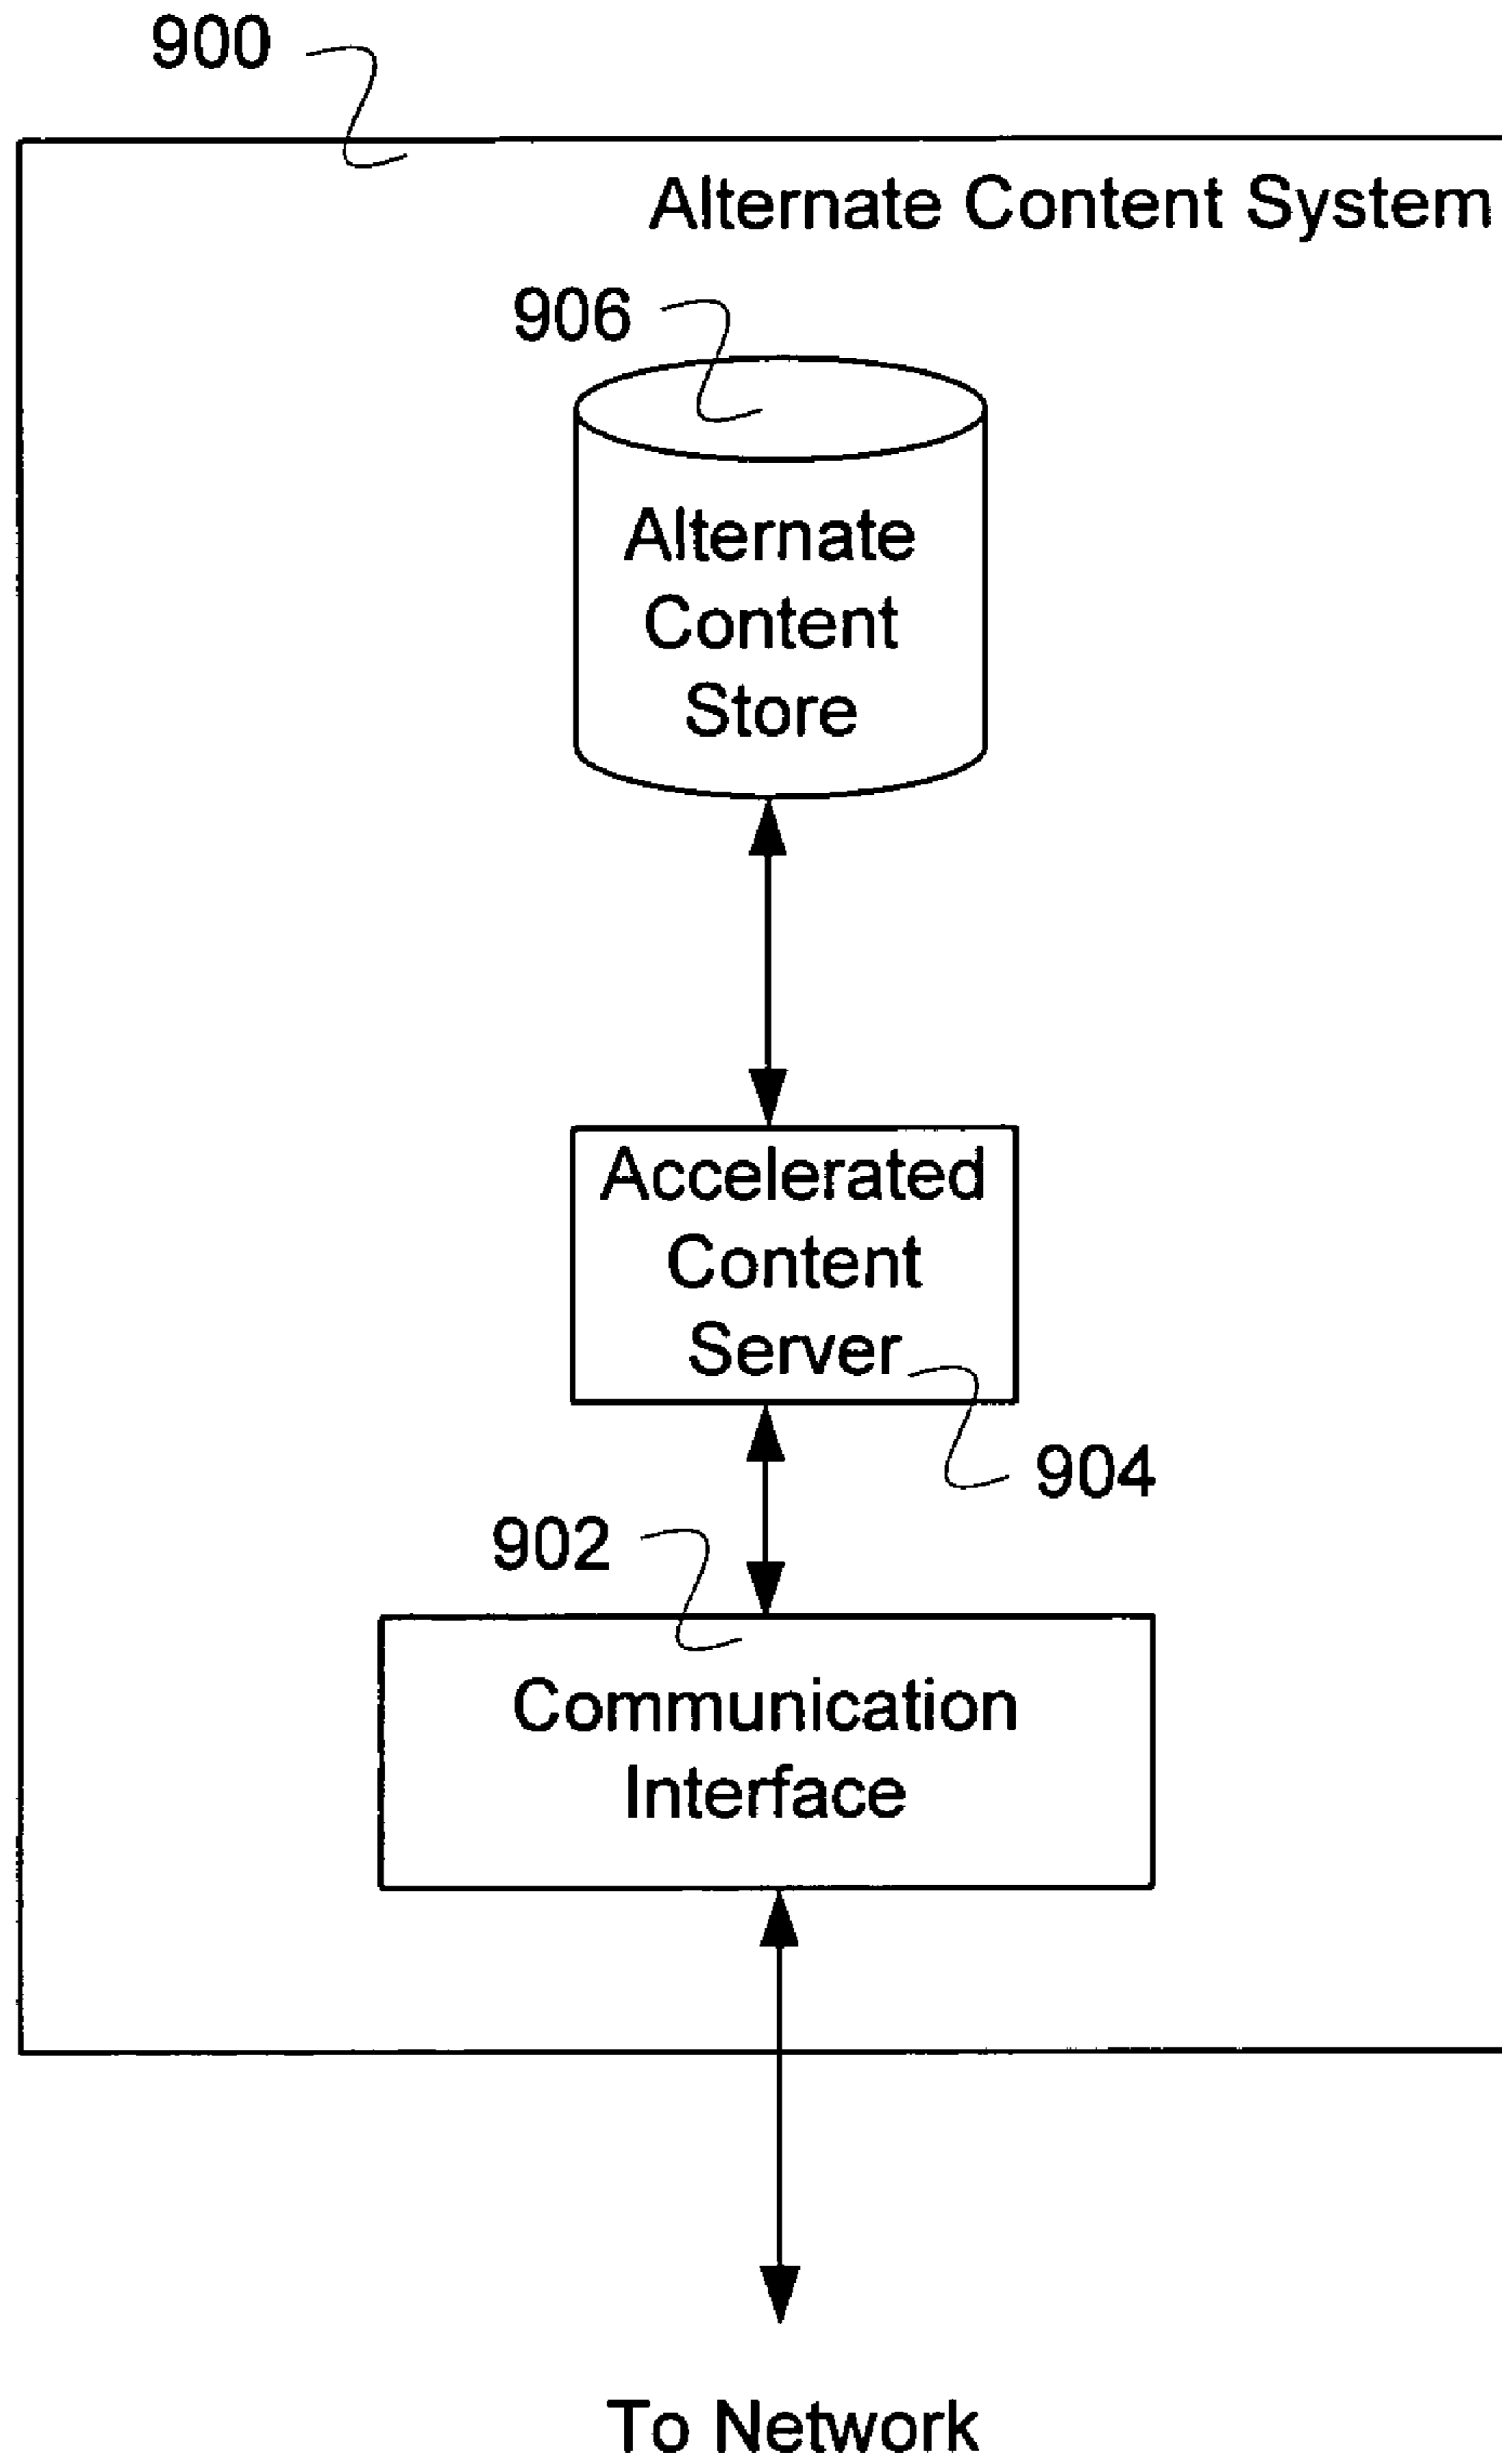 900
Alternate Content System
906
Alternate
Content
Store
Accelerated
Content
Server
904
902
Communication
Interface
To Network